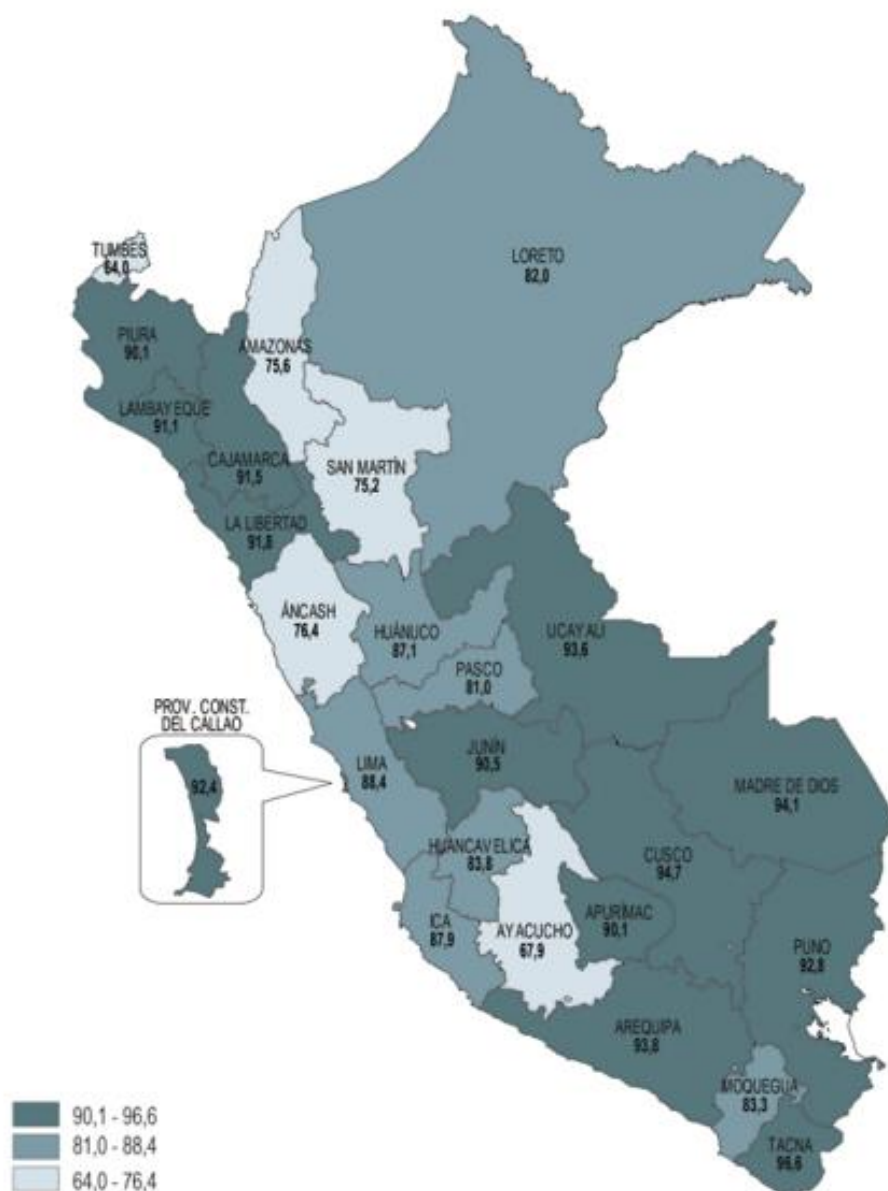 TUMBES
64,0
LORETO
82,0
PIURA
90,1
AMAZONAS
75,6
LAMBAYEQUE
91,1
CAJAMARCA
91,5
SAN MARTÍN
75,2
LA LIBERTAD
91,8
ÁNCASH
76,4
HUÁNUCO
87,1
UCAYALI
93,6
PASCO
81,0
PROV. CONST.
DEL CALLAO
92,4
LIMA
88,4
JUNÍN
90,5
MADRE DE DIOS
94,1
HUANCAVELICA
83,8
CUSCO
94,7
ICA
87,9
AYACUCHO
67,9
APURÍMAC
90,1
PUNO
92,8
AREQUIPA
93,8
MOQUEGUA
83,3
TACNA
96,6
90,1 - 96,6
81,0 - 88,4
64,0 - 76,4